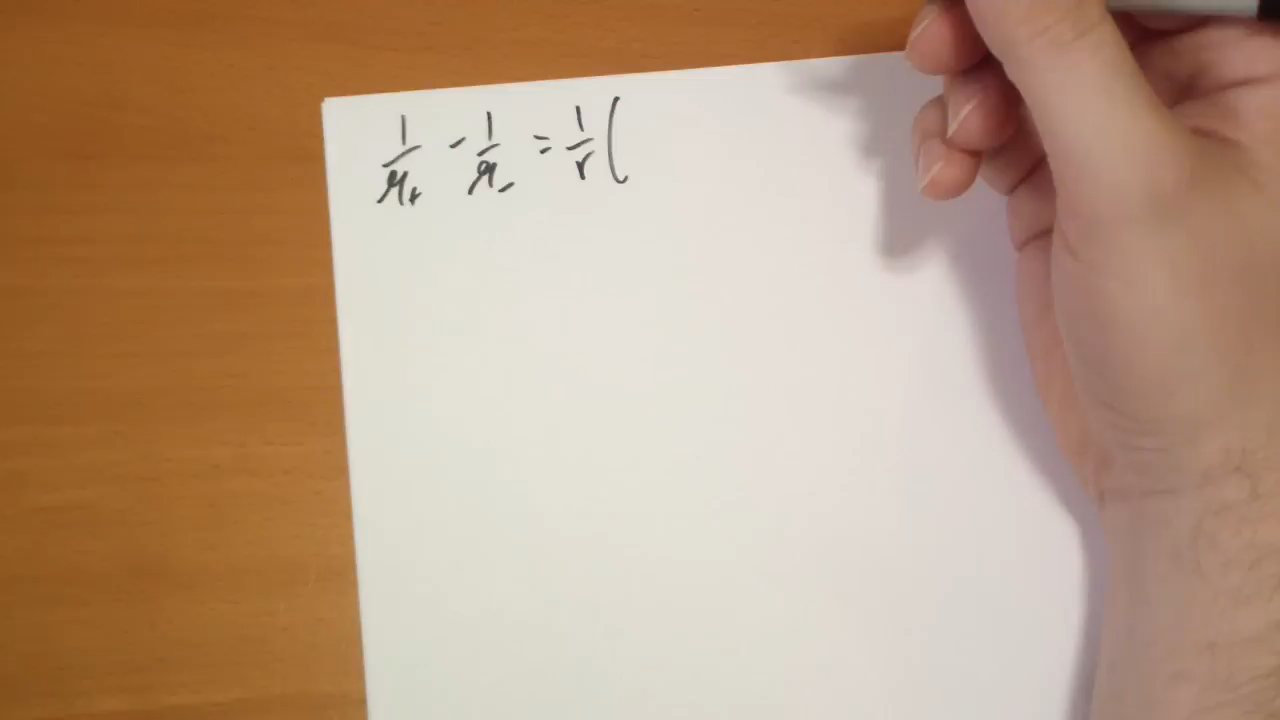 1/𝓇₊ - 1/𝓇₋ = 1/r (